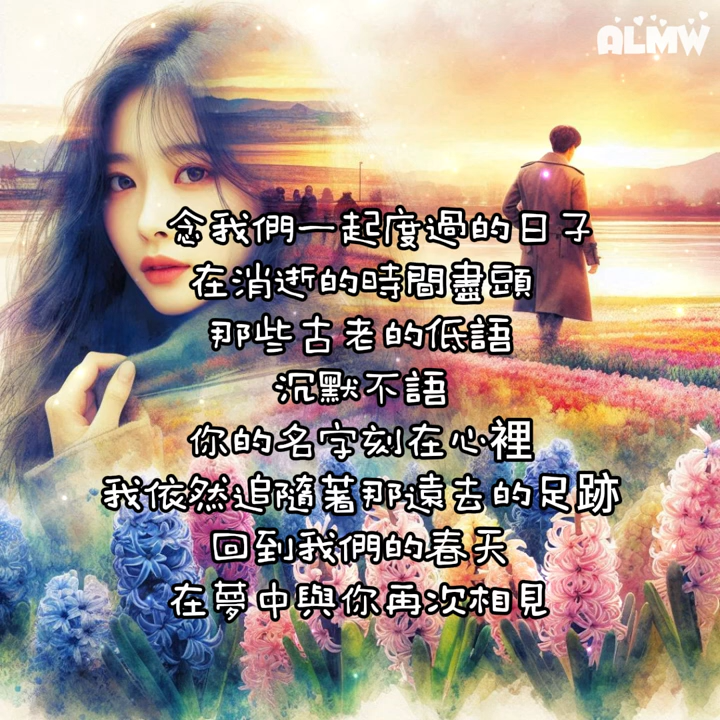 ALMW
念我們一起度過的日子
在消逝的時間盡頭
那些古老的低語
沉默不語
你的名字刻在心裡
我依然追隨著那遠去的足跡
回到我們的春天
在夢中與你再次相見